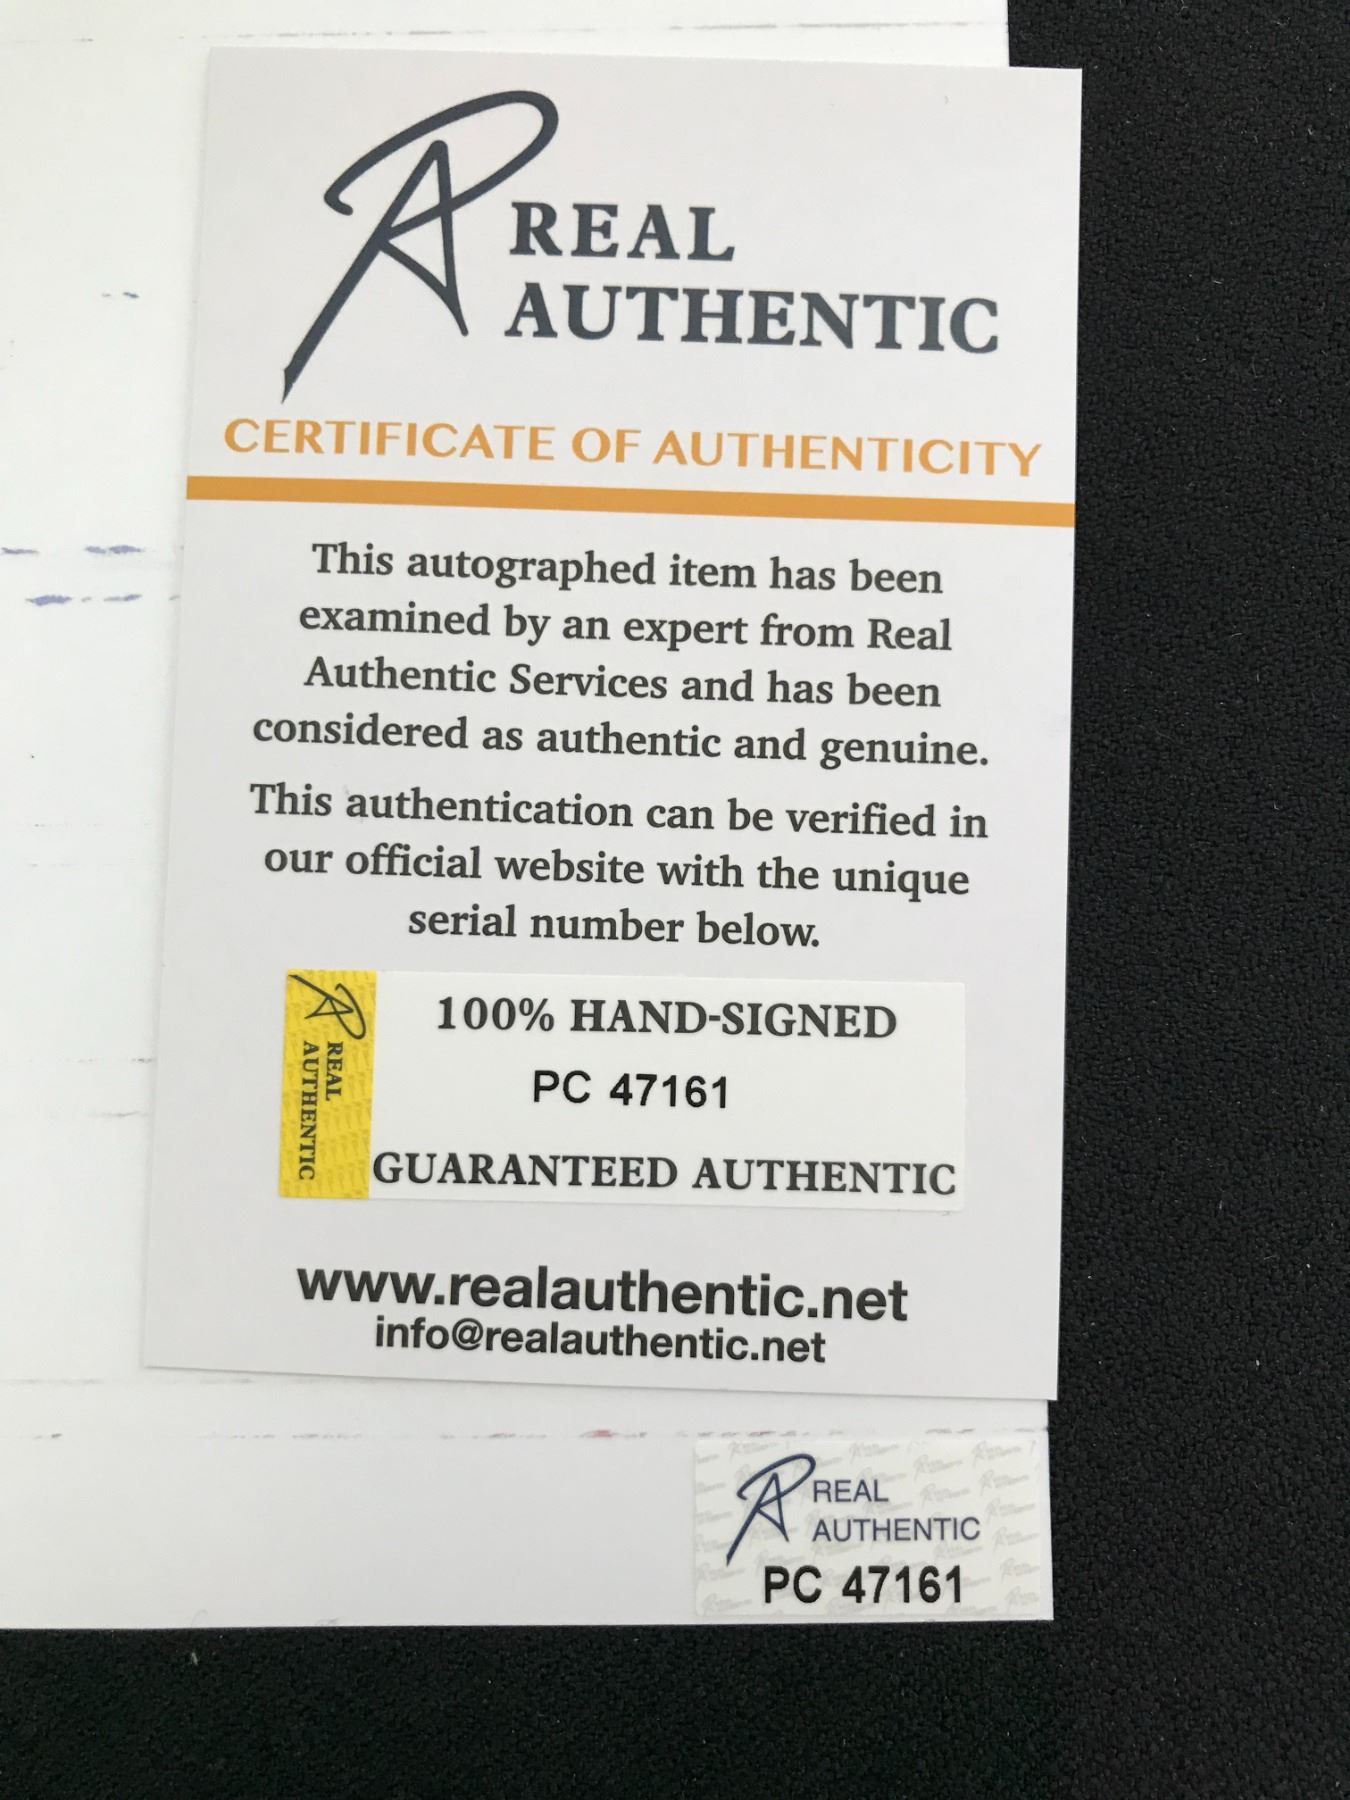 REAL
AUTHENTIC
CERTIFICATE OF AUTHENTICITY
This autographed item has been
examined by an expert from Real
Authentic Services and has been
considered as authentic and genuine.
This authentication can be verified in
our official website with the unique
serial number below.
REAL
AUTHENTIC
100% HAND-SIGNED
PC 47161
GUARANTEED AUTHENTIC
www.realauthentic.net
info@realauthentic.net
REAL
AUTHENTIC
PC 47161